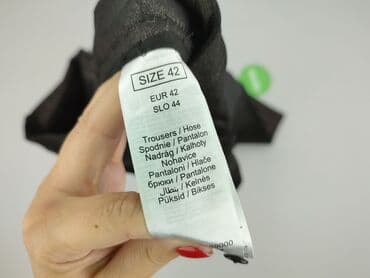 SIZE 42
EUR 42
SLO 44
Trousers / Hose
Spodnie / Pantalon
Nadrág / Kalhoty
Nohavice
Pantaloni / Hlače
брюки / Pantalone
بنطال / Kelnės
Püksid / Bikses